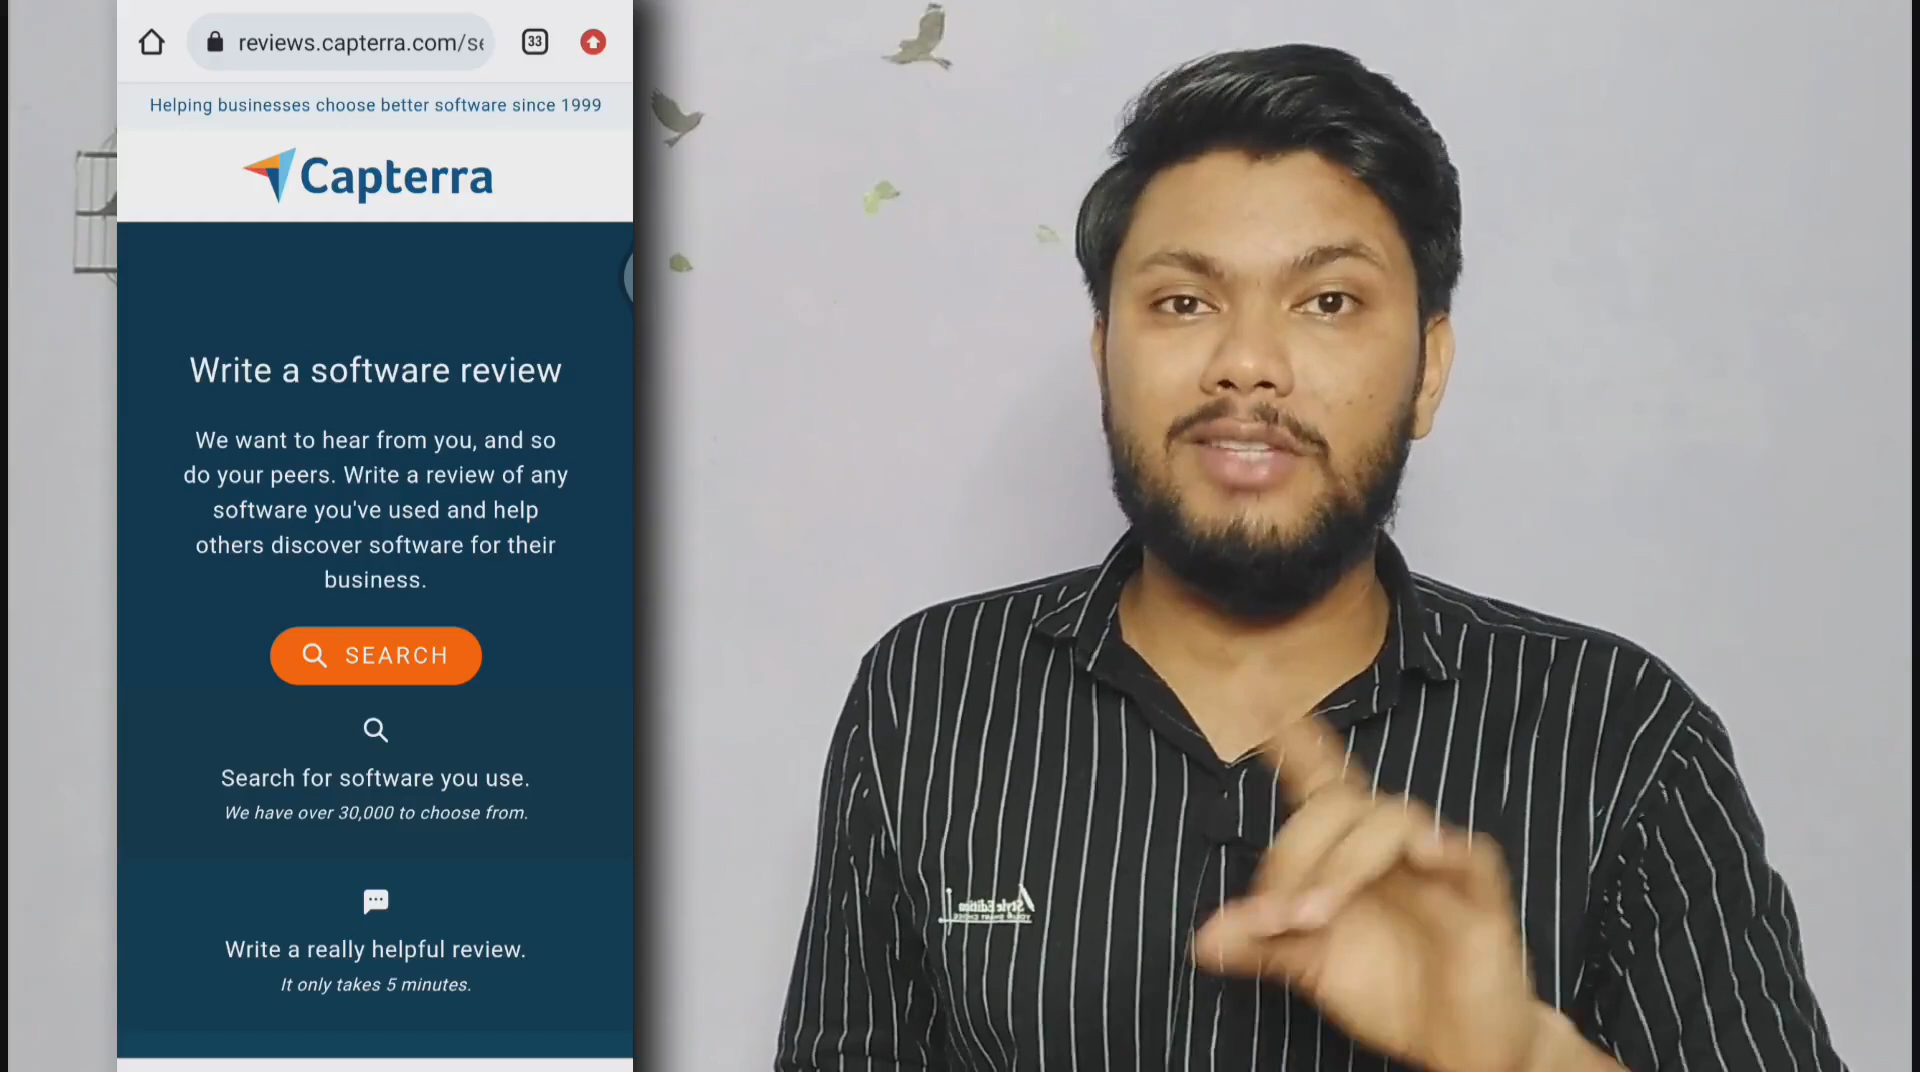 reviews.capterra.com/se
33
Helping businesses choose better software since 1999
Capterra
Write a software review
We want to hear from you, and so
do your peers. Write a review of any
software you've used and help
others discover software for their
business.
SEARCH
Search for software you use.
We have over 30,000 to choose from.
Write a really helpful review.
It only takes 5 minutes.
Style Edition